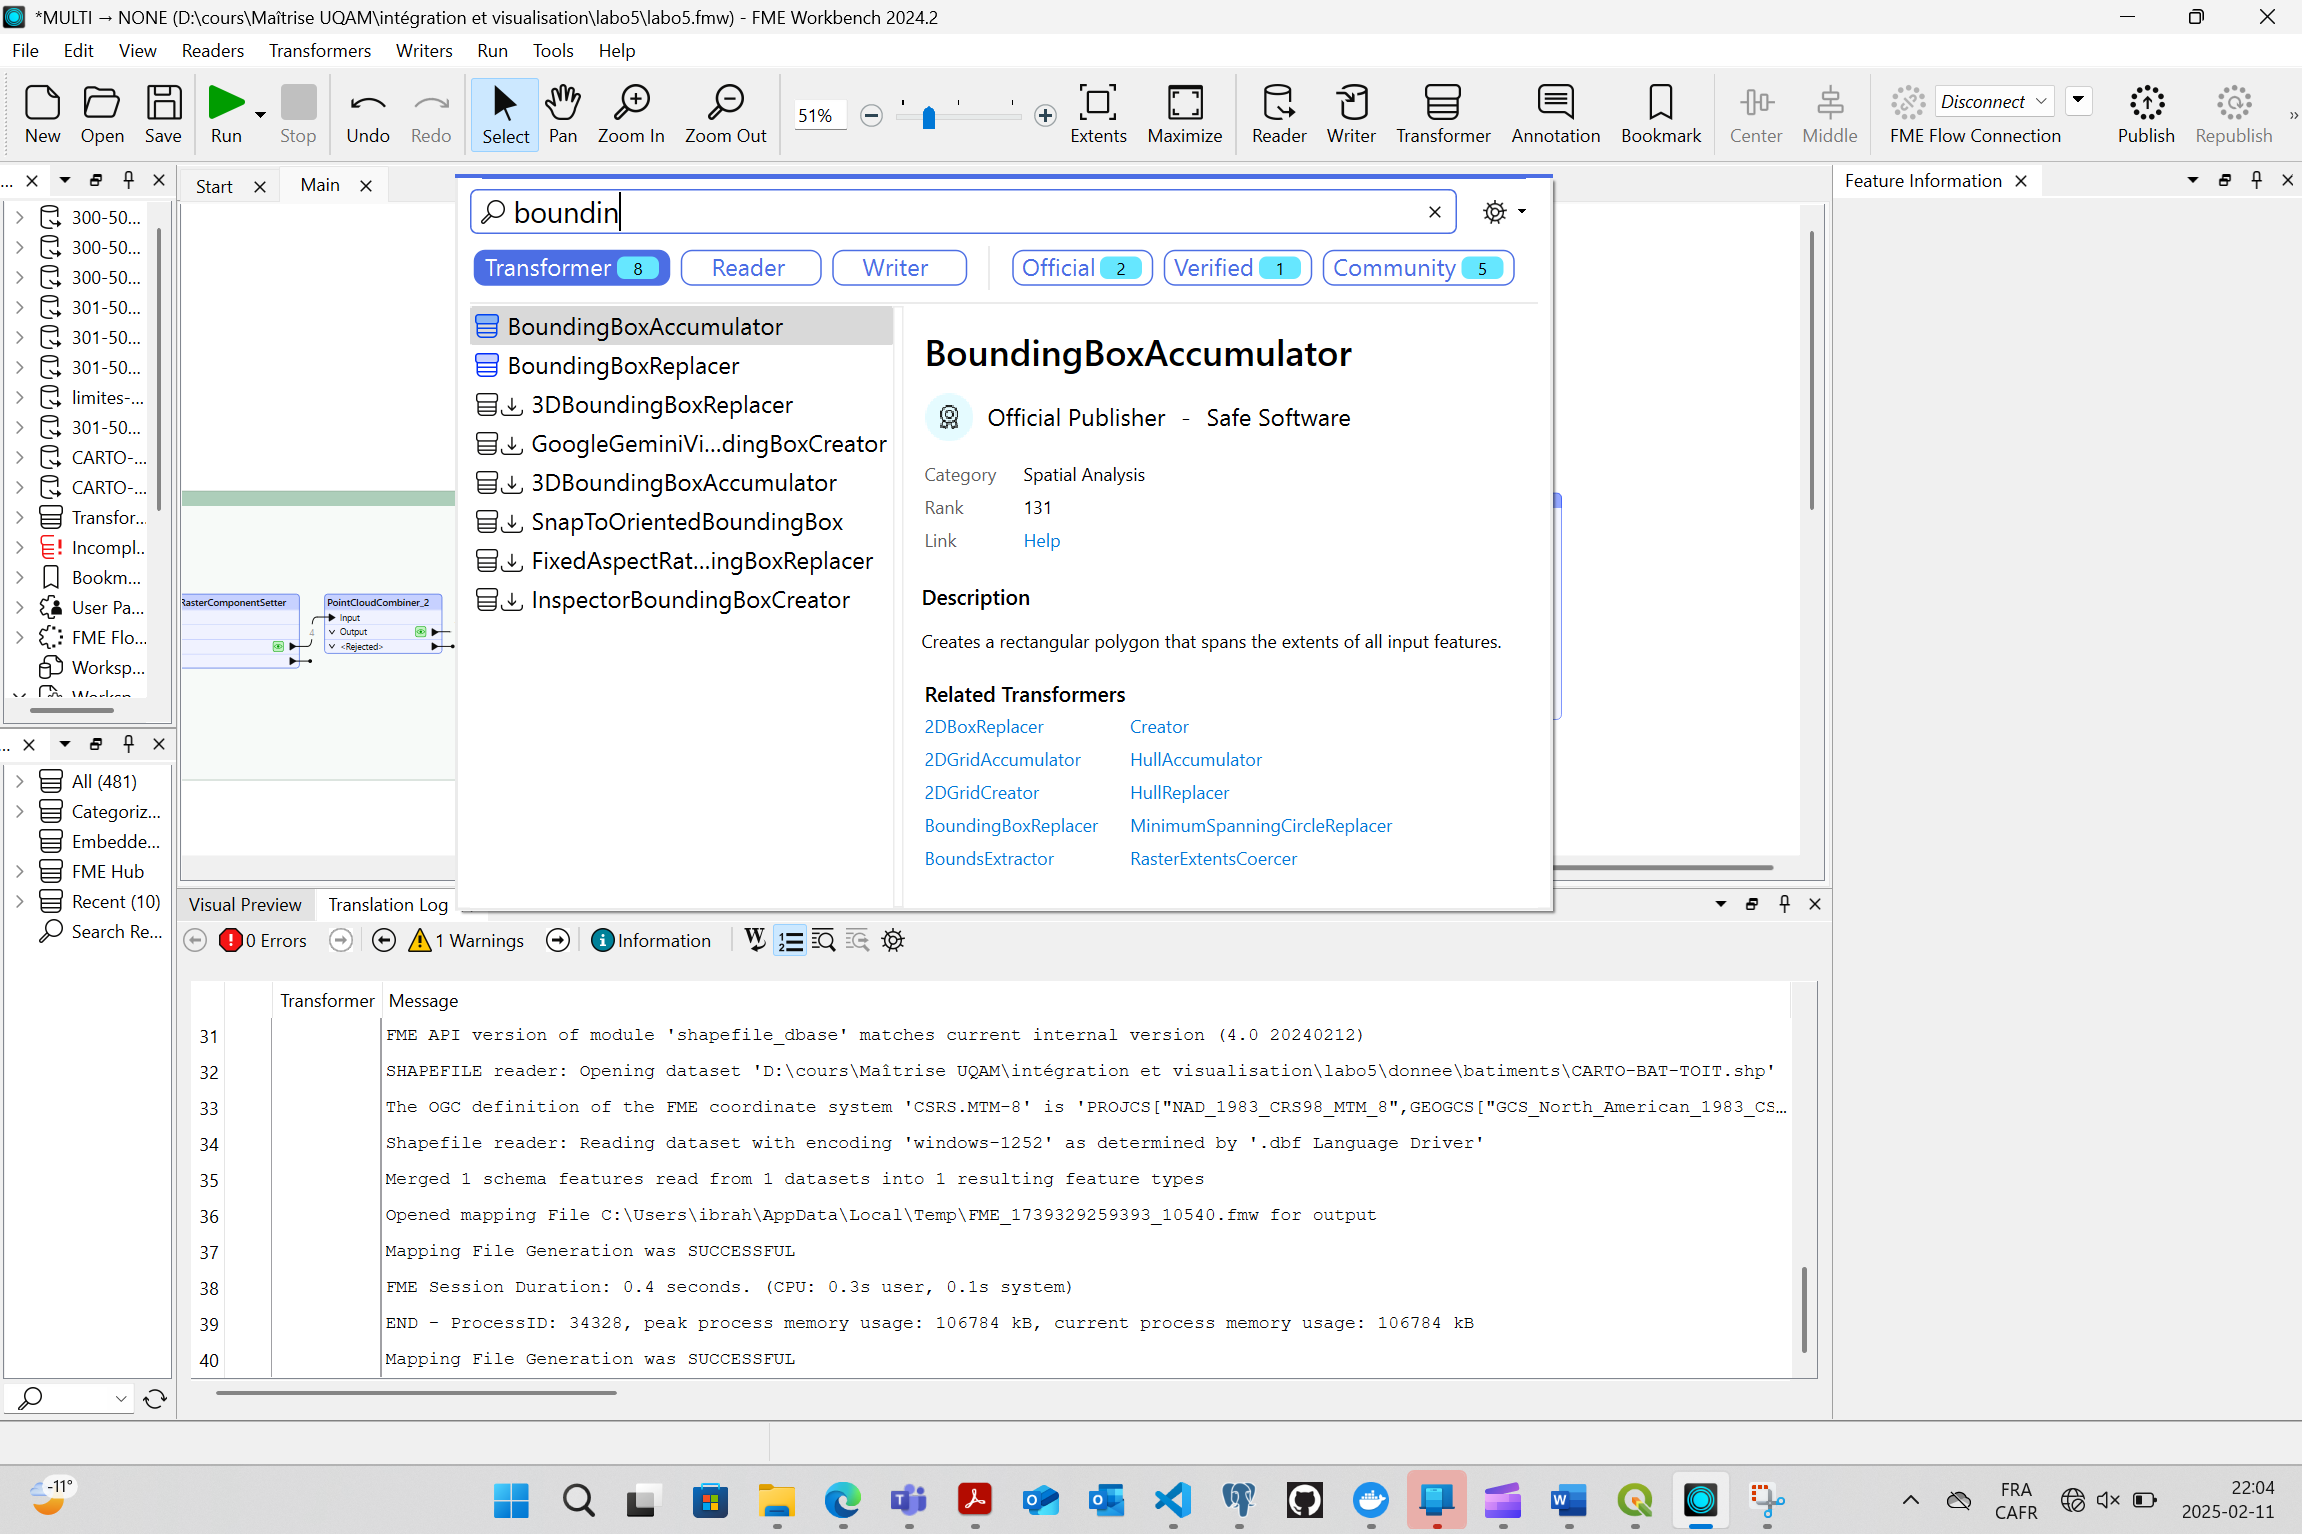 *MULTI → NONE (D:\cours\Maîtrise UQAM\intégration et visualisation\labo5\labo5.fmw) - FME Workbench 2024.2
File Edit View Readers Transformers Writers Run Tools Help
New Open Save Run Stop Undo Redo Select Pan Zoom In Zoom Out 51% Extents Maximize Reader Writer Transformer Annotation Bookmark Center Middle Disconnect FME Flow Connection Publish Republish
...
300-50...
300-50...
300-50...
301-50...
301-50...
301-50...
limites-...
301-50...
CARTO-...
CARTO-...
Transfor...
Incompl...
Bookm...
User Pa...
FME Flo...
Worksp...
Worksp...
...
All (481)
Categoriz...
Embedde...
FME Hub
Recent (10)
Search Re...
Start Main
RasterComponentSetter
4
PointCloudCombiner_2
Input
Output
<Rejected>
boundin
Transformer 8 Reader Writer Official 2 Verified 1 Community 5
BoundingBoxAccumulator
BoundingBoxReplacer
3DBoundingBoxReplacer
GoogleGeminiVi...dingBoxCreator
3DBoundingBoxAccumulator
SnapToOrientedBoundingBox
FixedAspectRat...ingBoxReplacer
InspectorBoundingBoxCreator
BoundingBoxAccumulator
Official Publisher - Safe Software
Category Spatial Analysis
Rank 131
Link Help
Description
Creates a rectangular polygon that spans the extents of all input features.
Related Transformers
2DBoxReplacer Creator
2DGridAccumulator HullAccumulator
2DGridCreator HullReplacer
BoundingBoxReplacer MinimumSpanningCircleReplacer
BoundsExtractor RasterExtentsCoercer
Feature Information
Visual Preview Translation Log
0 Errors 1 Warnings Information
Transformer Message
31 FME API version of module 'shapefile_dbase' matches current internal version (4.0 20240212)
32 SHAPEFILE reader: Opening dataset 'D:\cours\Maîtrise UQAM\intégration et visualisation\labo5\donnee\batiments\CARTO-BAT-TOIT.shp'
33 The OGC definition of the FME coordinate system 'CSRS.MTM-8' is 'PROJCS["NAD_1983_CRS98_MTM_8",GEOGCS["GCS_North_American_1983_CS...
34 Shapefile reader: Reading dataset with encoding 'windows-1252' as determined by '.dbf Language Driver'
35 Merged 1 schema features read from 1 datasets into 1 resulting feature types
36 Opened mapping File C:\Users\ibrah\AppData\Local\Temp\FME_1739329259393_10540.fmw for output
37 Mapping File Generation was SUCCESSFUL
38 FME Session Duration: 0.4 seconds. (CPU: 0.3s user, 0.1s system)
39 END - ProcessID: 34328, peak process memory usage: 106784 kB, current process memory usage: 106784 kB
40 Mapping File Generation was SUCCESSFUL
-11°
FRA
CAFR
22:04
2025-02-11